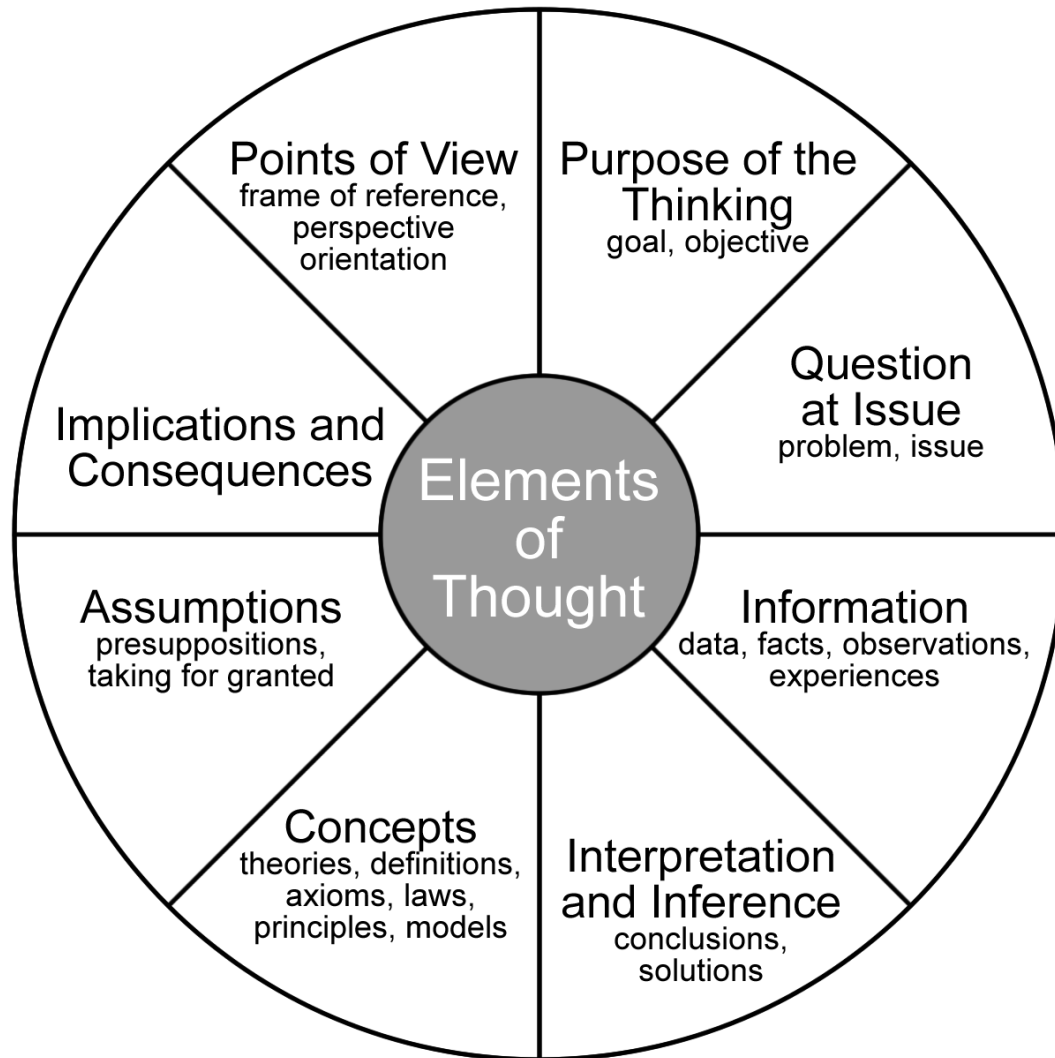 Points of View
frame of reference,
perspective
orientation
Purpose of the
Thinking
goal, objective
Question
at Issue
problem, issue
Information
data, facts, observations,
experiences
Interpretation
and Inference
conclusions,
solutions
Concepts
theories, definitions,
axioms, laws,
principles, models
Assumptions
presuppositions,
taking for granted
Implications and
Consequences
Elements
of
Thought